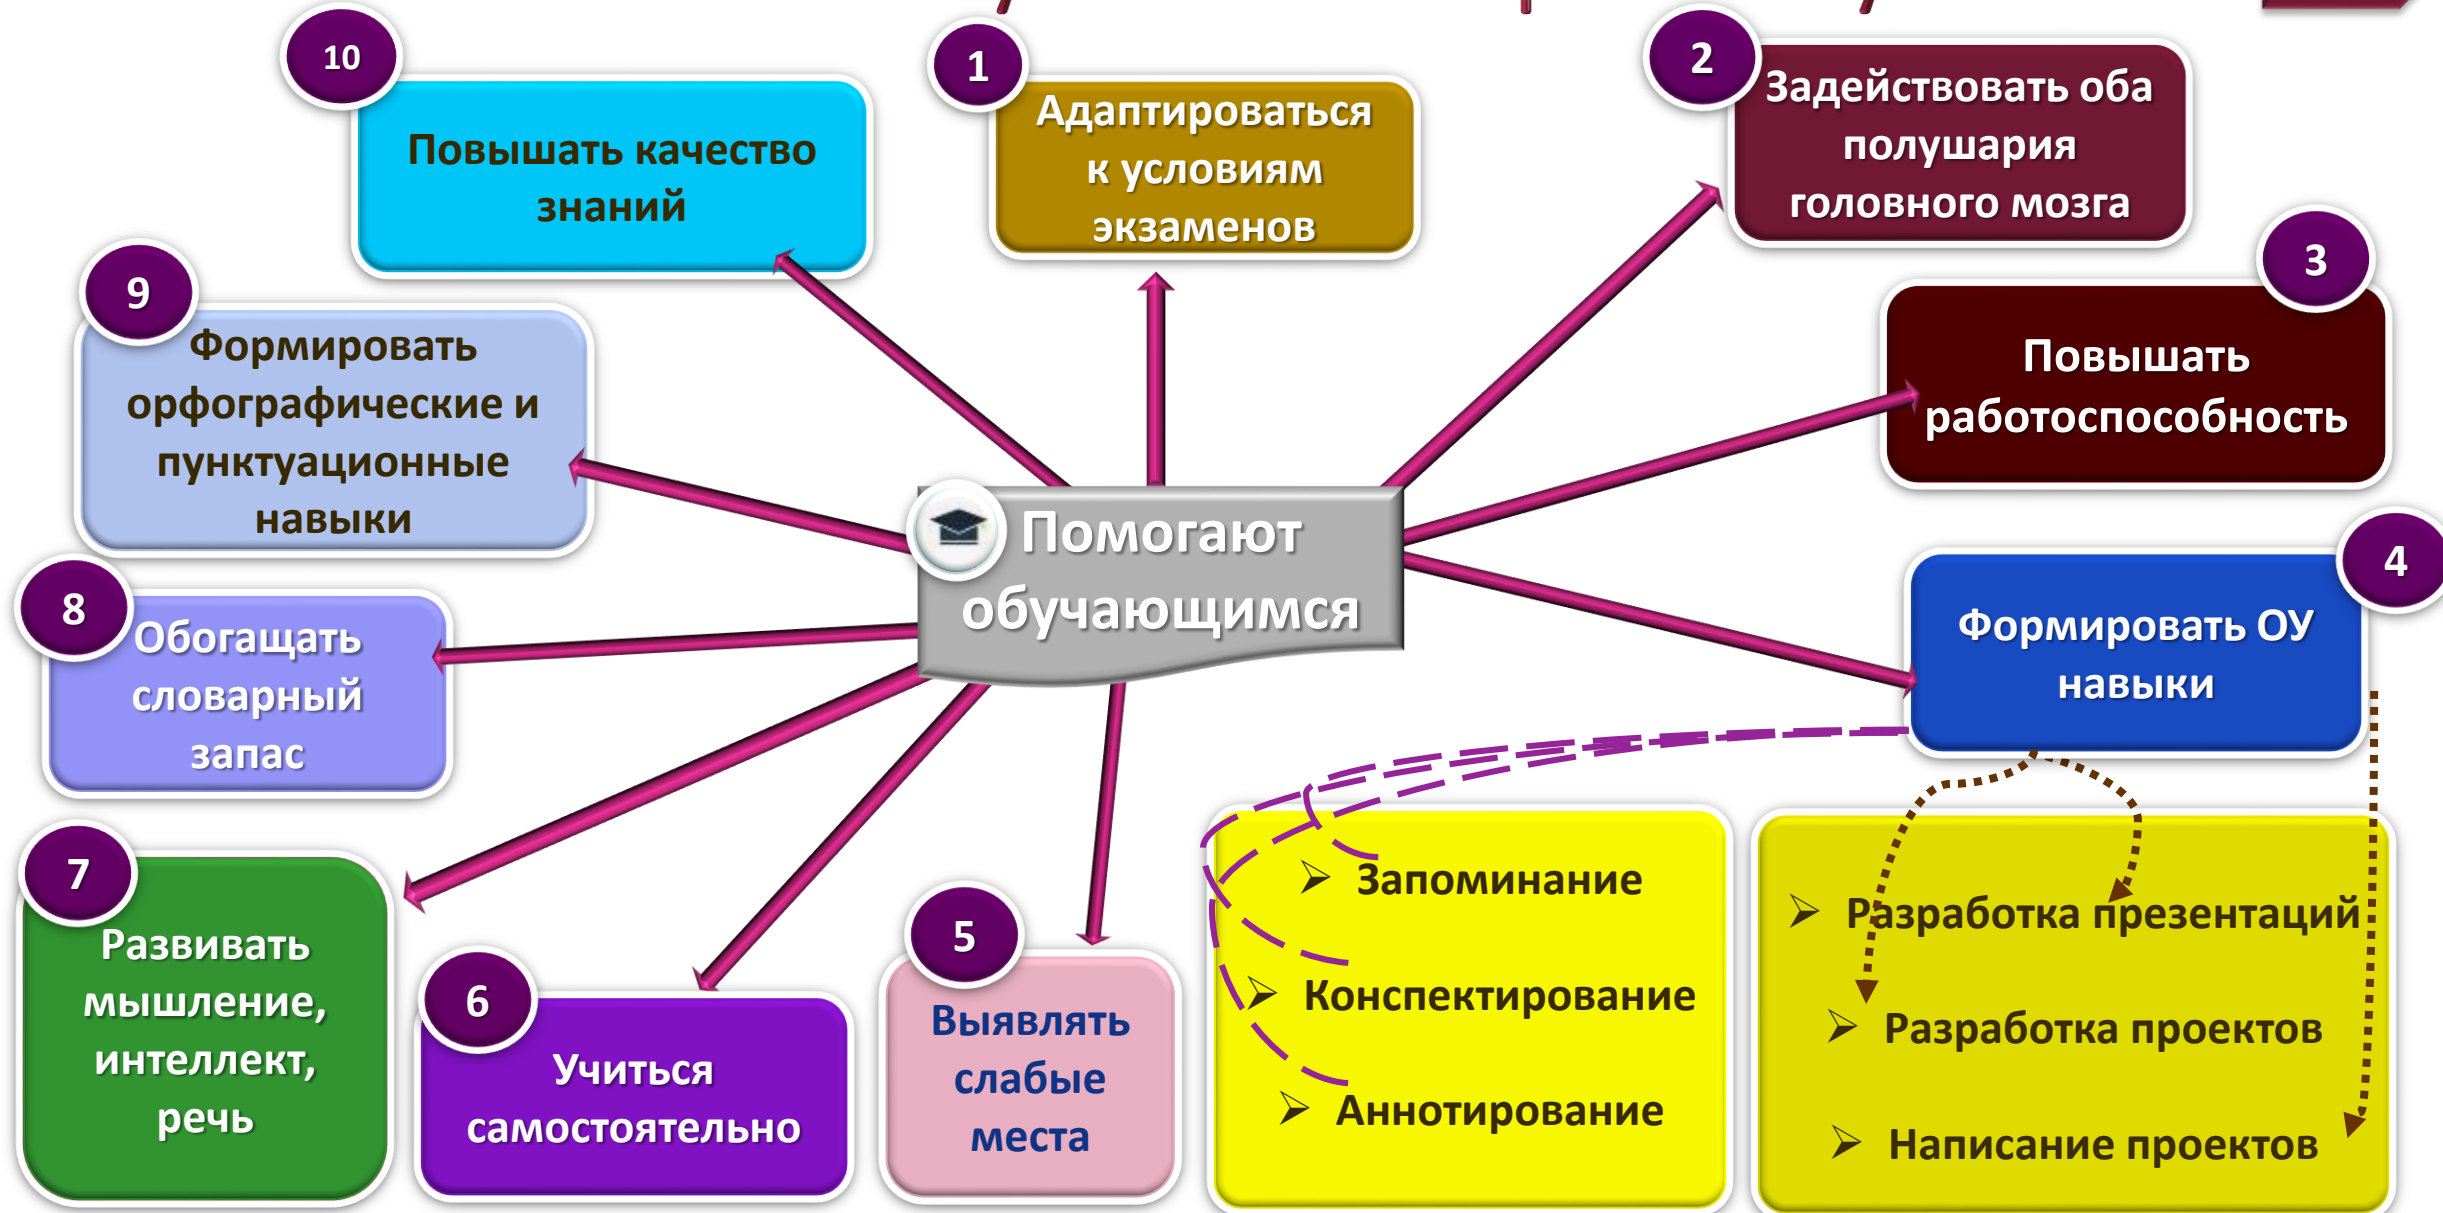 10
Повышать качество
знаний
1
Адаптироваться
к условиям
экзаменов
2
Задействовать оба
полушария
головного мозга
3
Повышать
работоспособность
9
Формировать
орфографические и
пунктуационные
навыки
Помогают
обучающимся
4
Формировать ОУ
навыки
8
Обогащать
словарный
запас
7
Развивать
мышление,
интеллект,
речь
6
Учиться
самостоятельно
5
Выявлять
слабые
места
Запоминание
Конспектирование
Аннотирование
Разработка презентаций
Разработка проектов
Написание проектов